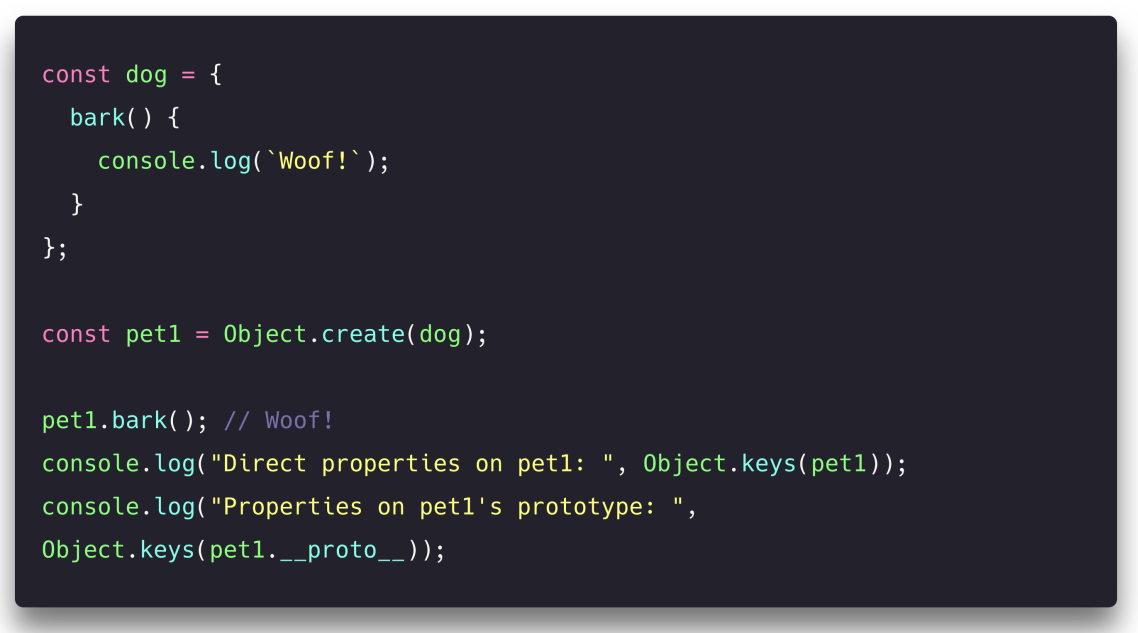 const dog = {
  bark() {
    console.log(`Woof!`);
  }
};

const pet1 = Object.create(dog);

pet1.bark(); // Woof!
console.log("Direct properties on pet1: ", Object.keys(pet1));
console.log("Properties on pet1's prototype: ",
Object.keys(pet1.__proto__));